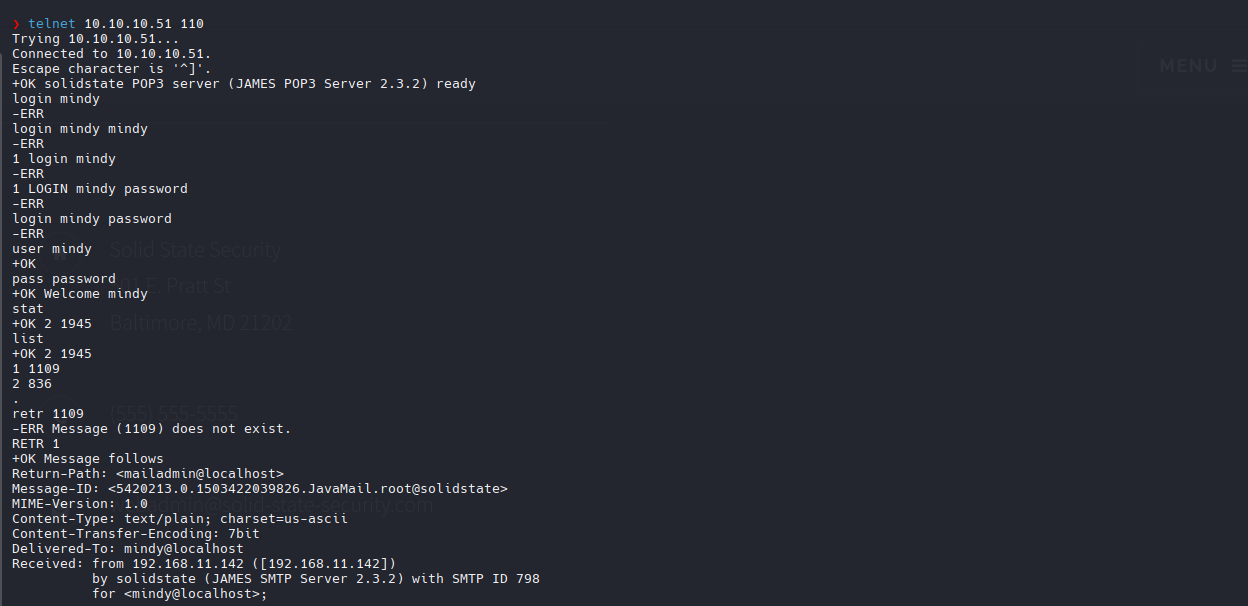 ❯ telnet 10.10.10.51 110
Trying 10.10.10.51...
Connected to 10.10.10.51.
Escape character is '^]'.
+OK solidstate POP3 server (JAMES POP3 Server 2.3.2) ready
MENU
login mindy
-ERR
login mindy mindy
-ERR
1 login mindy
-ERR
1 LOGIN mindy password
-ERR
login mindy password
-ERR
user mindy
Solid State Security
+OK
pass password
E. Pratt St
+OK Welcome mindy
stat
+OK 2 1945
Baltimore, MD 21202
list
+OK 2 1945
1 1109
2 836
.
retr 1109
(555) 555-5555
-ERR Message (1109) does not exist.
RETR 1
+OK Message follows
Return-Path: <mailadmin@localhost>
Message-ID: <5420213.0.1503422039826.JavaMail.root@solidstate>
MIME-Version: 1.0
@solid-state-security.com
Content-Type: text/plain; charset=us-ascii
Content-Transfer-Encoding: 7bit
Delivered-To: mindy@localhost
Received: from 192.168.11.142 ([192.168.11.142])
by solidstate (JAMES SMTP Server 2.3.2) with SMTP ID 798
for <mindy@localhost>;